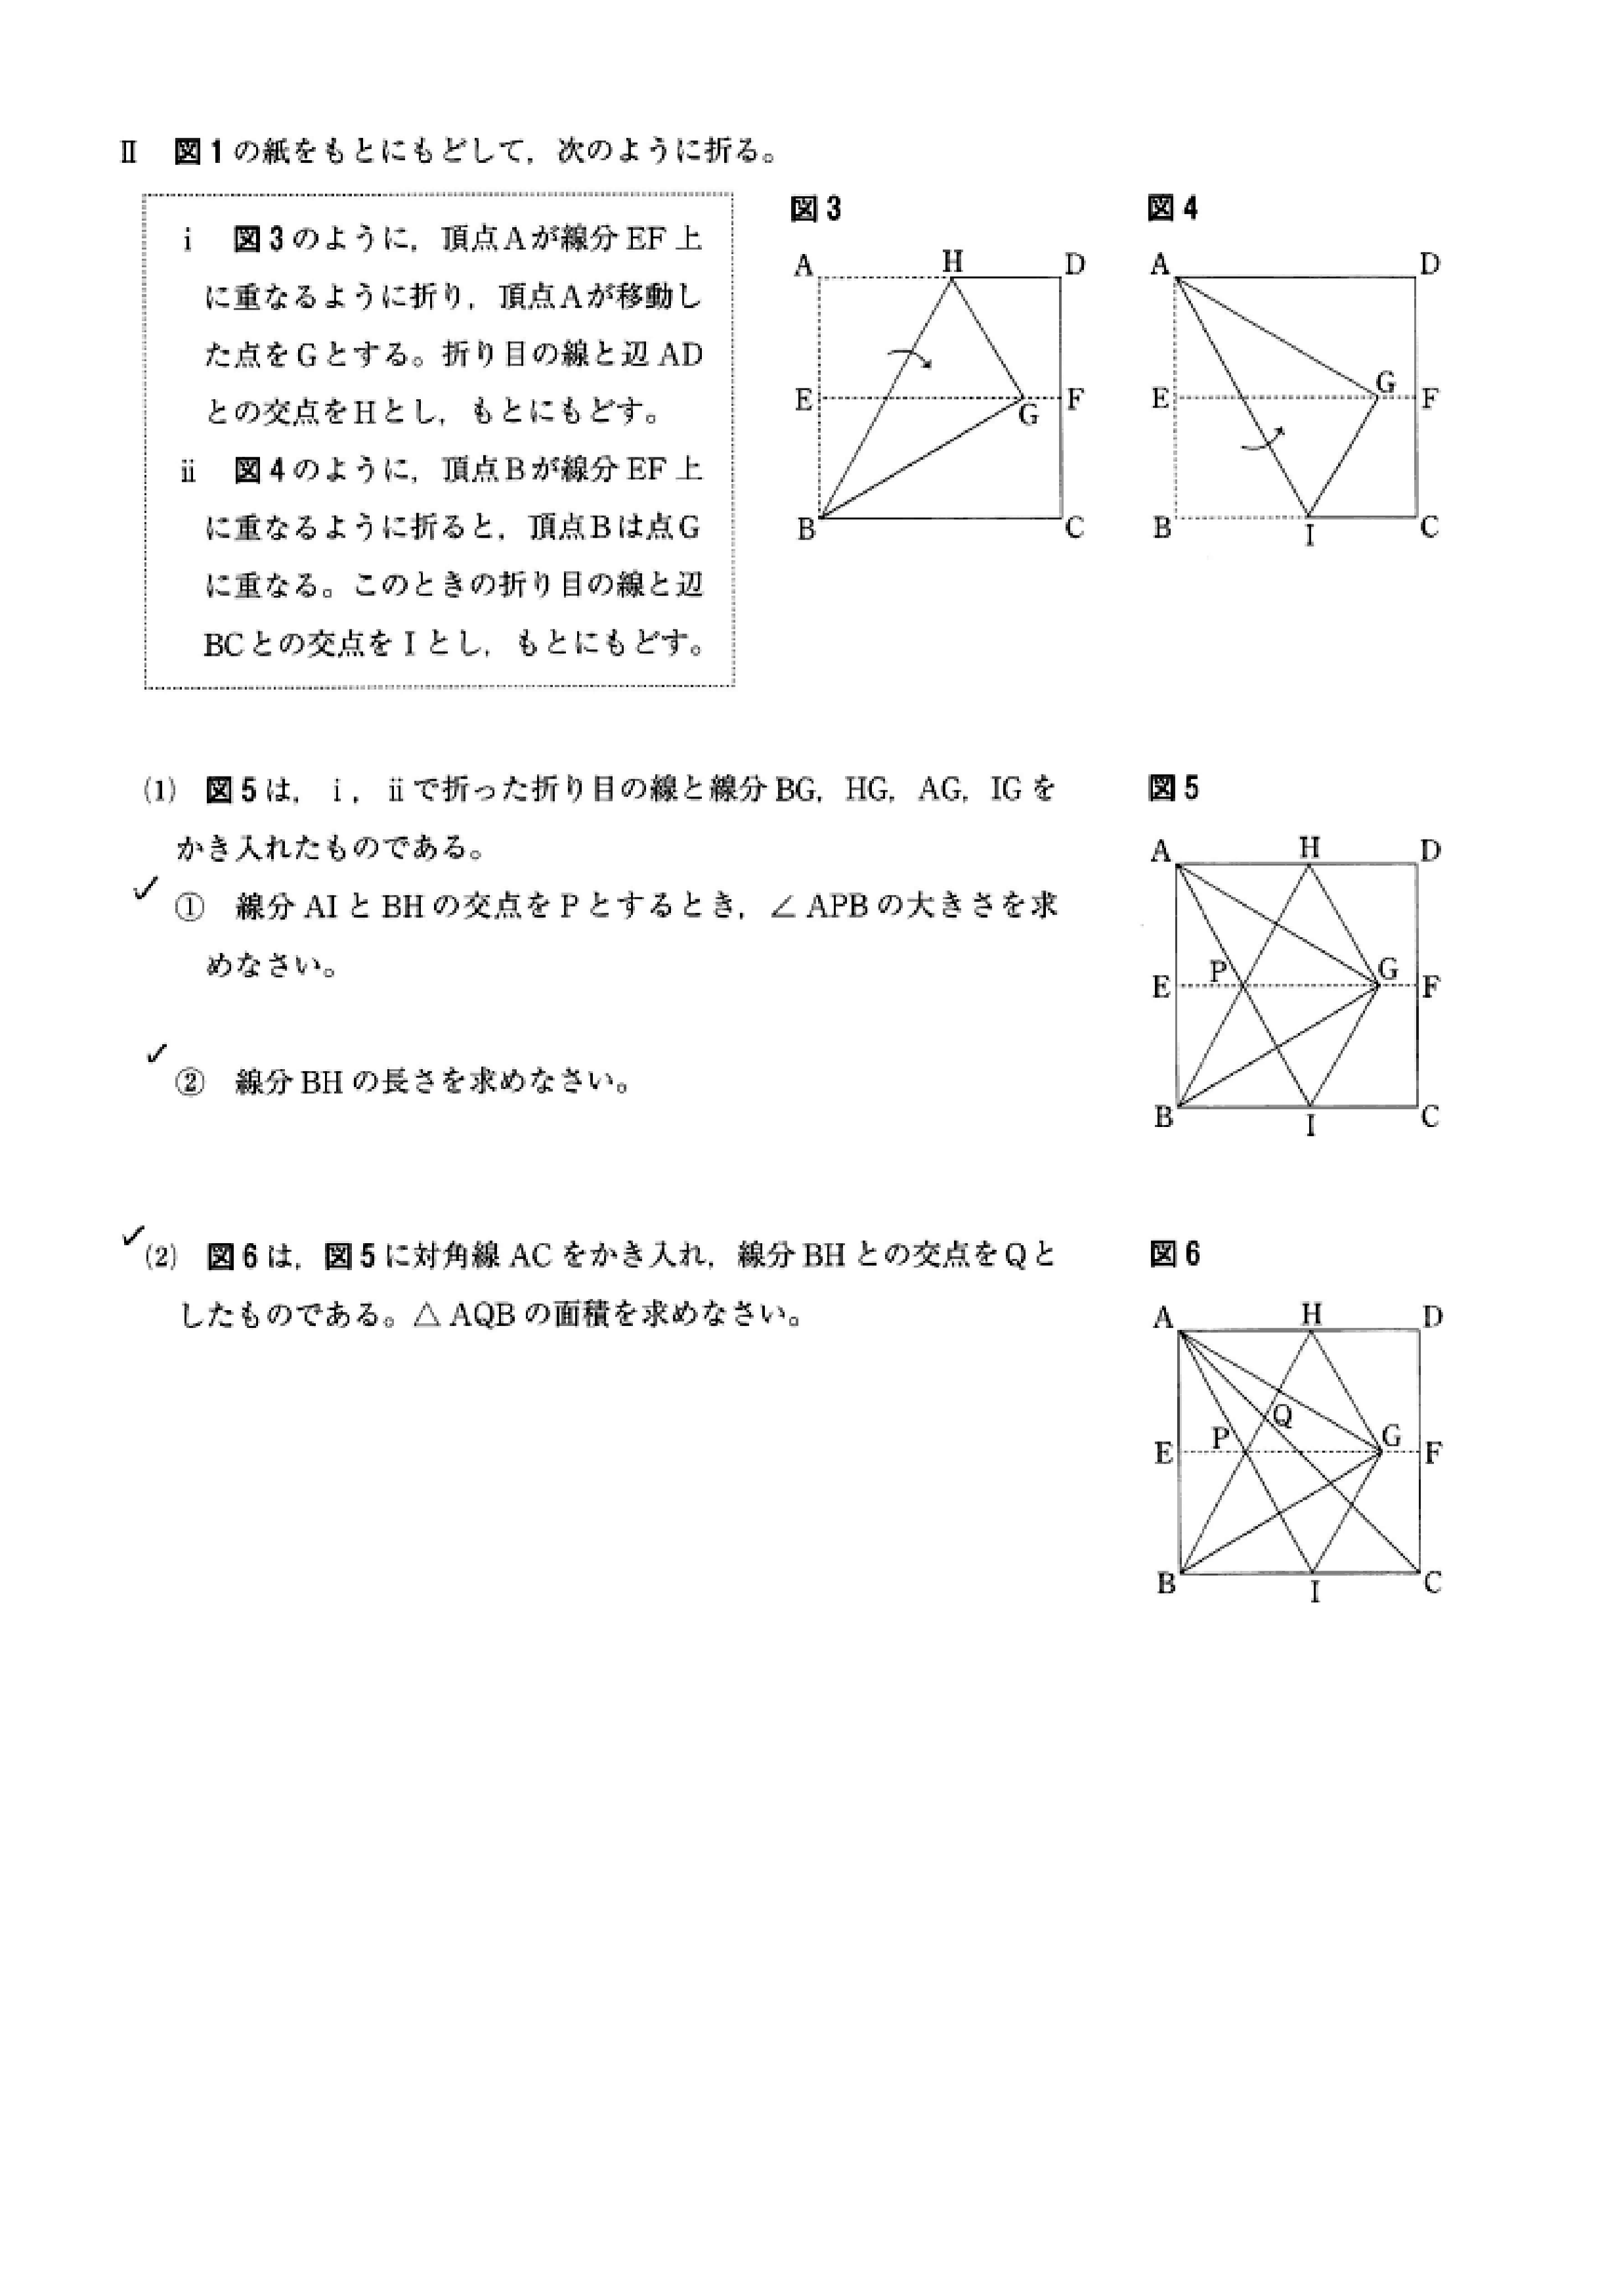 Ⅱ 図1の紙をもとにもどして，次のように折る。
ⅰ 図3のように，頂点Aが線分EF上
に重なるように折り，頂点Aが移動し
た点をGとする。折り目の線と辺AD
との交点をHとし，もとにもどす。
ⅱ 図4のように，頂点Bが線分EF上
に重なるように折ると，頂点Bは点G
に重なる。このときの折り目の線と辺
BCとの交点をIとし，もとにもどす。
図3
A H D
E G F
B C
図4
A D
E G F
B I C
(1) 図5は，ⅰ，ⅱで折った折り目の線と線分BG，HG，AG，IGを
かき入れたものである。
① 線分AIとBHの交点をPとするとき，∠APBの大きさを求
めなさい。
② 線分BHの長さを求めなさい。
図5
A H D
E P G F
B I C
(2) 図6は，図5に対角線ACをかき入れ，線分BHとの交点をQと
したものである。△AQBの面積を求めなさい。
図6
A H D
Q
E P G F
B I C